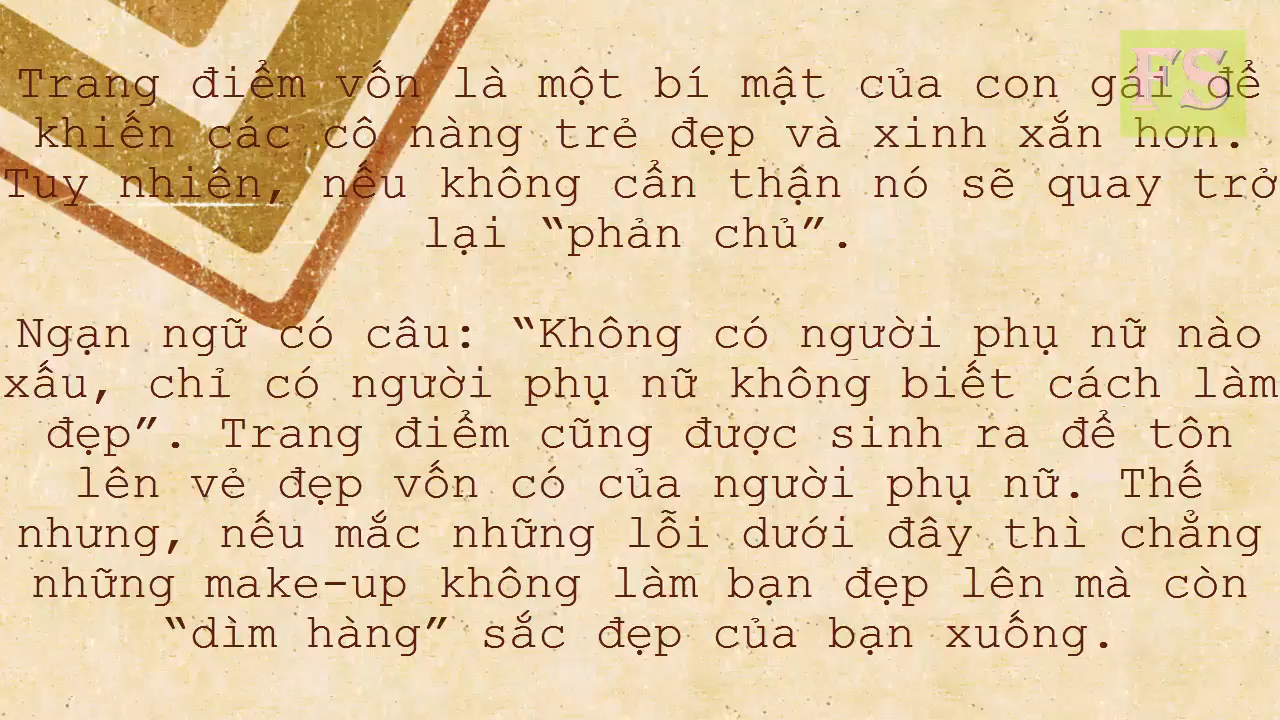 FS
Trang điểm vốn là một bí mật của con gái để
khiến các cô nàng trẻ đẹp và xinh xắn hơn.
Tuy nhiên, nếu không cẩn thận nó sẽ quay trở
lại “phản chủ”.
Ngạn ngữ có câu: “Không có người phụ nữ nào
xấu, chỉ có người phụ nữ không biết cách làm
đẹp”. Trang điểm cũng được sinh ra để tôn
lên vẻ đẹp vốn có của người phụ nữ. Thế
nhưng, nếu mắc những lỗi dưới đây thì chẳng
những make-up không làm bạn đẹp lên mà còn
“dìm hàng” sắc đẹp của bạn xuống.